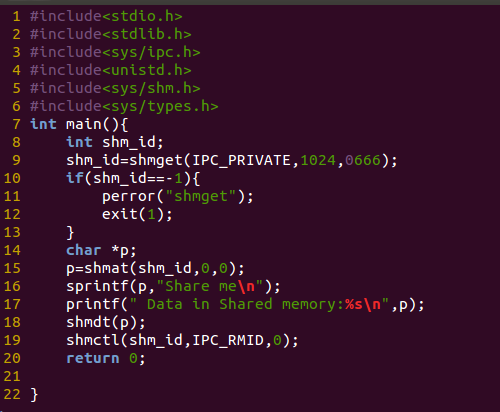 1 #include<stdio.h>
2 #include<stdlib.h>
3 #include<sys/ipc.h>
4 #include<unistd.h>
5 #include<sys/shm.h>
6 #include<sys/types.h>
7 int main(){
8     int shm_id;
9     shm_id=shmget(IPC_PRIVATE,1024,0666);
10     if(shm_id==-1){
11         perror("shmget");
12         exit(1);
13     }
14     char *p;
15     p=shmat(shm_id,0,0);
16     sprintf(p,"Share me\n");
17     printf(" Data in Shared memory:%s\n",p);
18     shmdt(p);
19     shmctl(shm_id,IPC_RMID,0);
20     return 0;
21
22 }